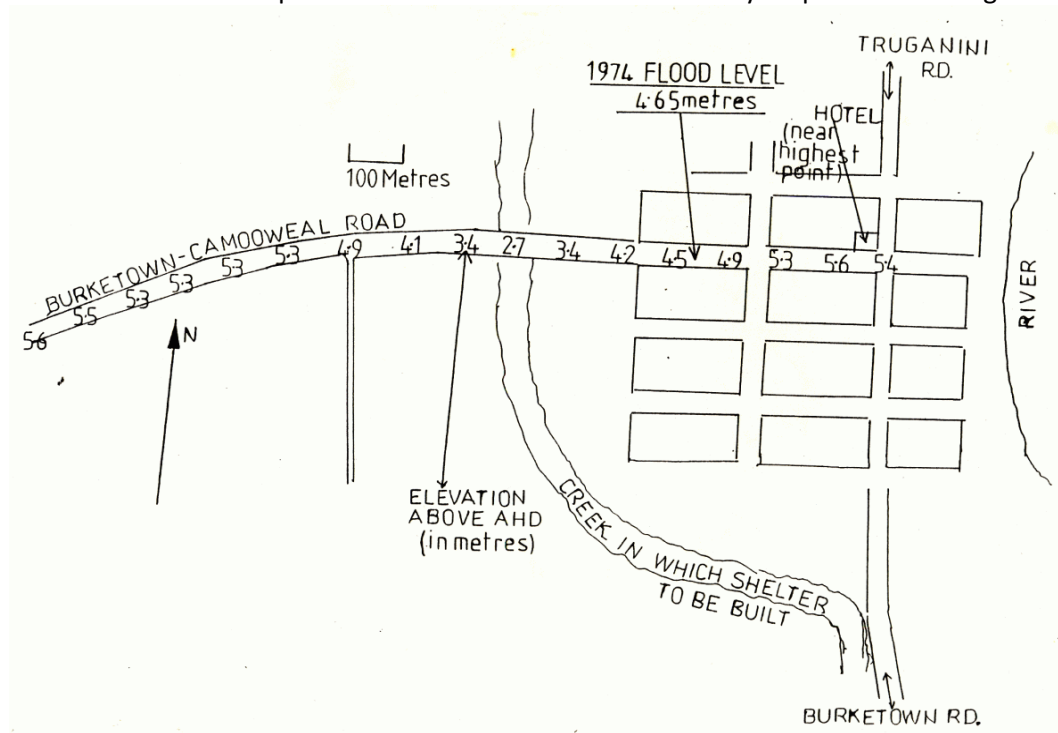 TRUGANINI
RD.
1974 FLOOD LEVEL
4.65metres
HOTEL
(near
highest
point)
100 Metres
BURKETOWN-CAMOOWEAL ROAD
56 5.5 5.3 5.3 5.3 5.3 4.9 4.1 3.4 2.7 3.4 4.2 4.5 4.9 5.3 5.6 5.4
N
RIVER
ELEVATION
ABOVE AHD
(in metres)
CREEK IN WHICH SHELTER
TO BE BUILT
BURKETOWN RD.